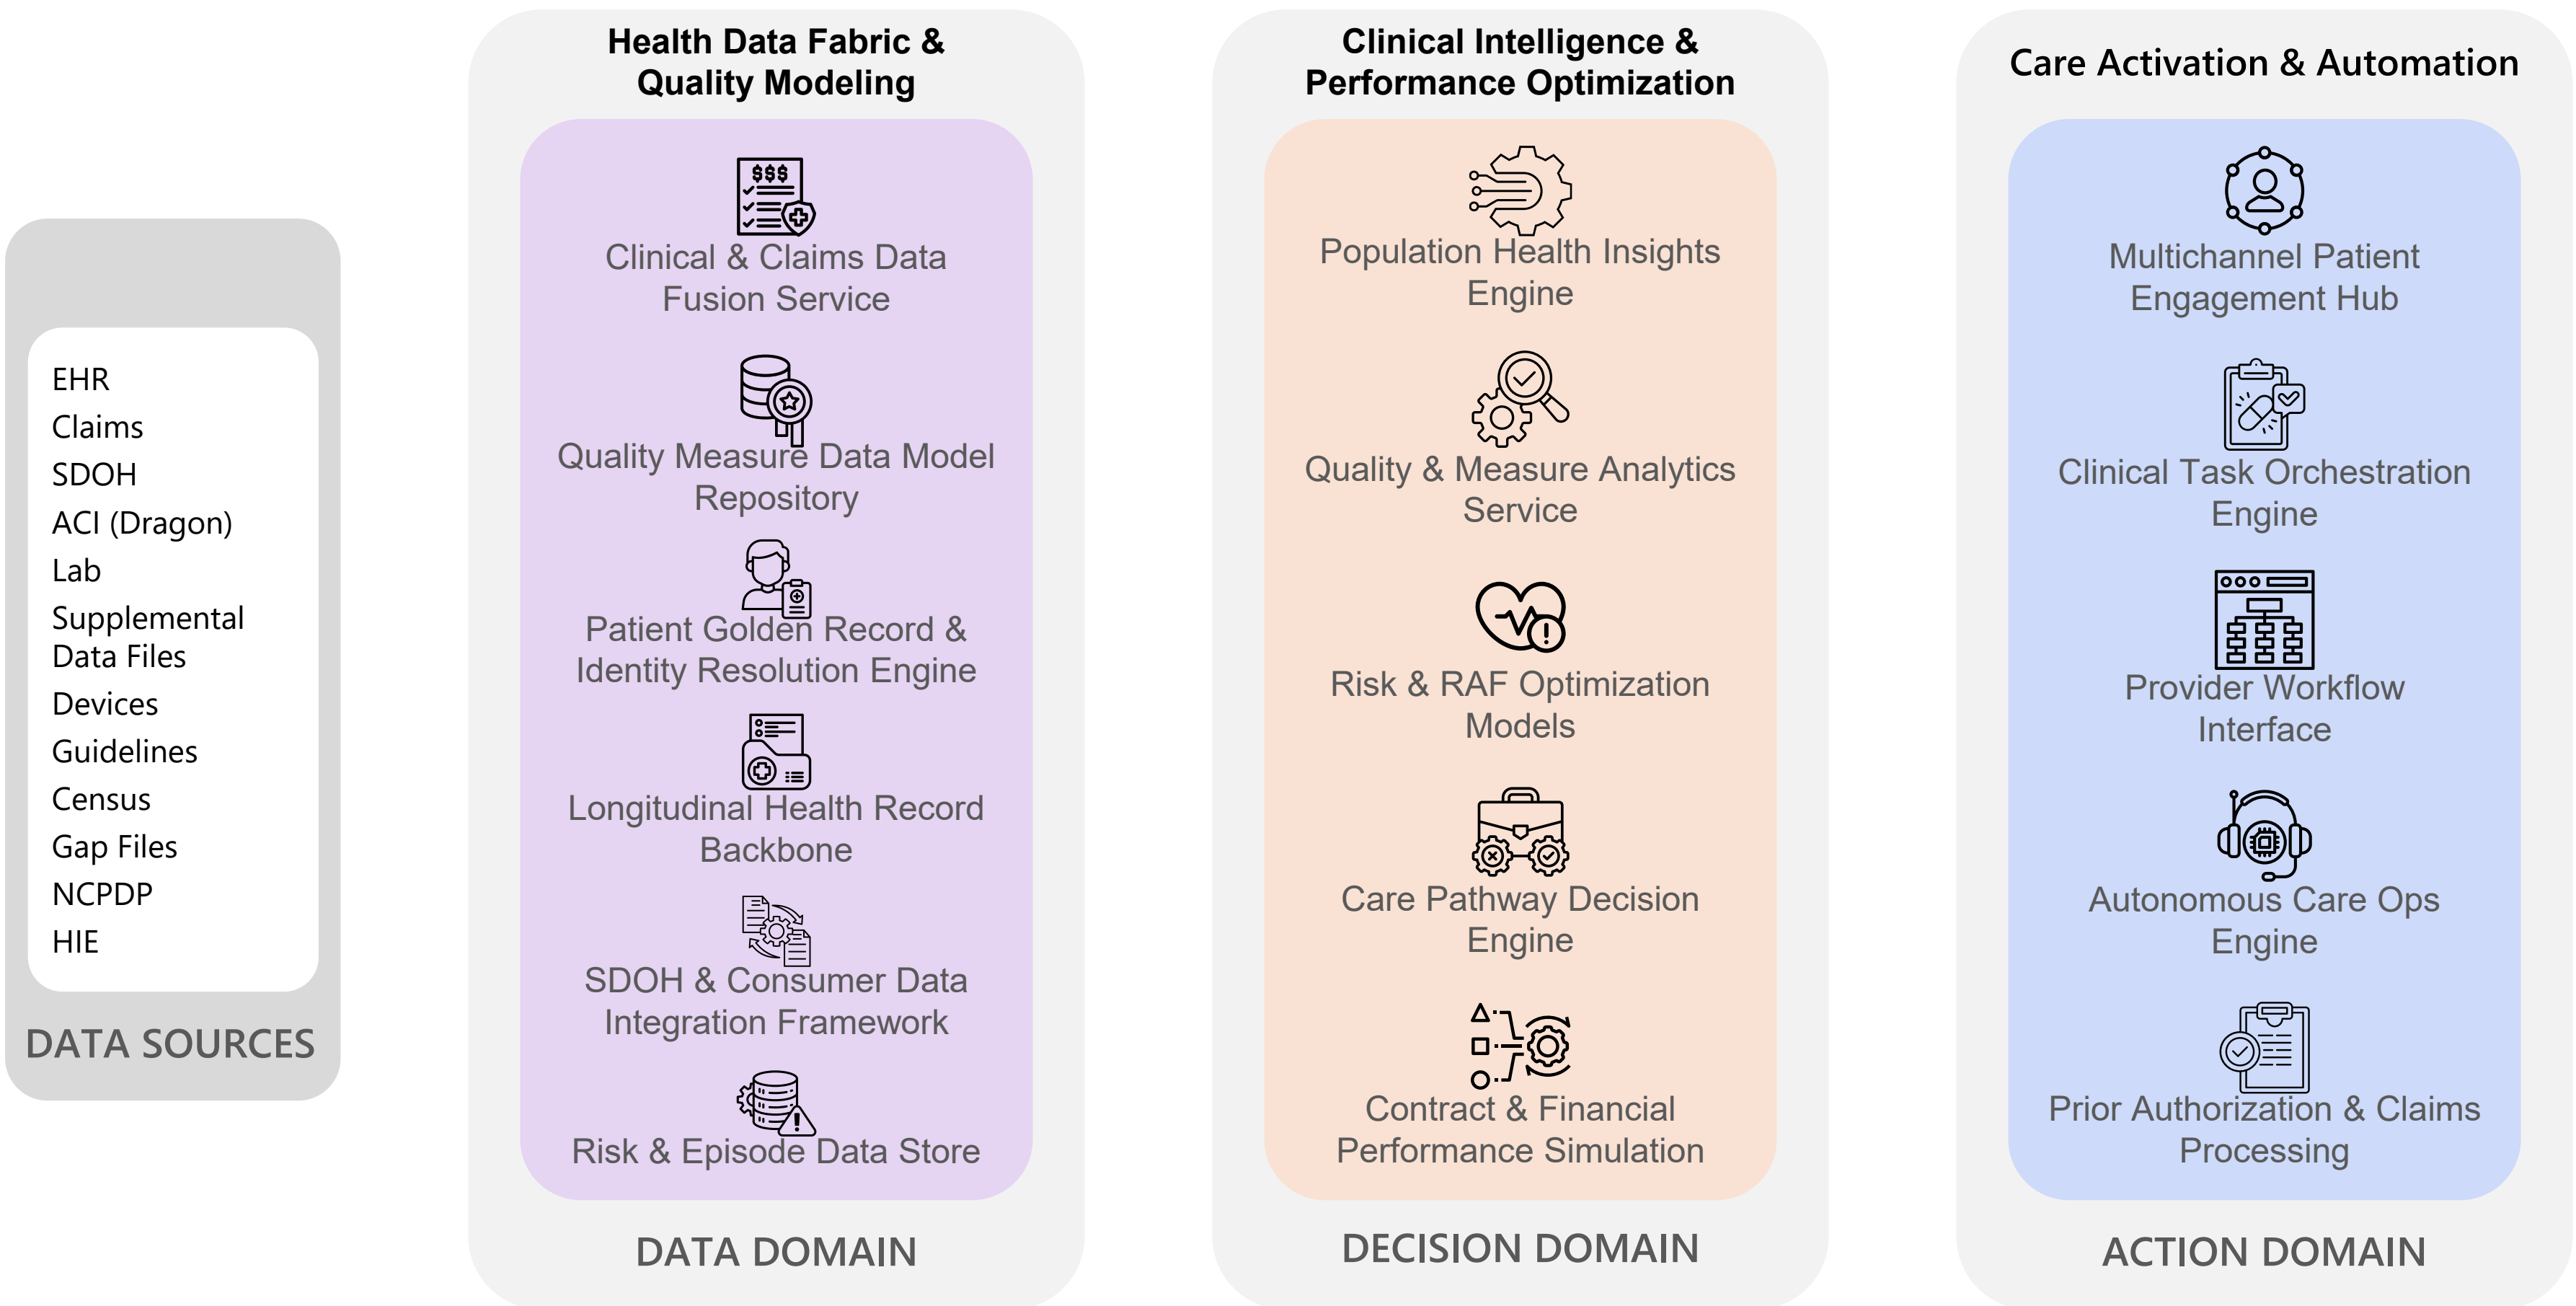 EHR
Claims
SDOH
ACI (Dragon)
Lab
Supplemental
Data Files
Devices
Guidelines
Census
Gap Files
NCPDP
HIE
DATA SOURCES
Health Data Fabric &
Quality Modeling
$$$
Clinical & Claims Data
Fusion Service
Quality Measure Data Model
Repository
Patient Golden Record &
Identity Resolution Engine
Longitudinal Health Record
Backbone
SDOH & Consumer Data
Integration Framework
Risk & Episode Data Store
DATA DOMAIN
Clinical Intelligence &
Performance Optimization
Population Health Insights
Engine
Quality & Measure Analytics
Service
Risk & RAF Optimization
Models
Care Pathway Decision
Engine
Contract & Financial
Performance Simulation
DECISION DOMAIN
Care Activation & Automation
Multichannel Patient
Engagement Hub
Clinical Task Orchestration
Engine
Provider Workflow
Interface
Autonomous Care Ops
Engine
Prior Authorization & Claims
Processing
ACTION DOMAIN